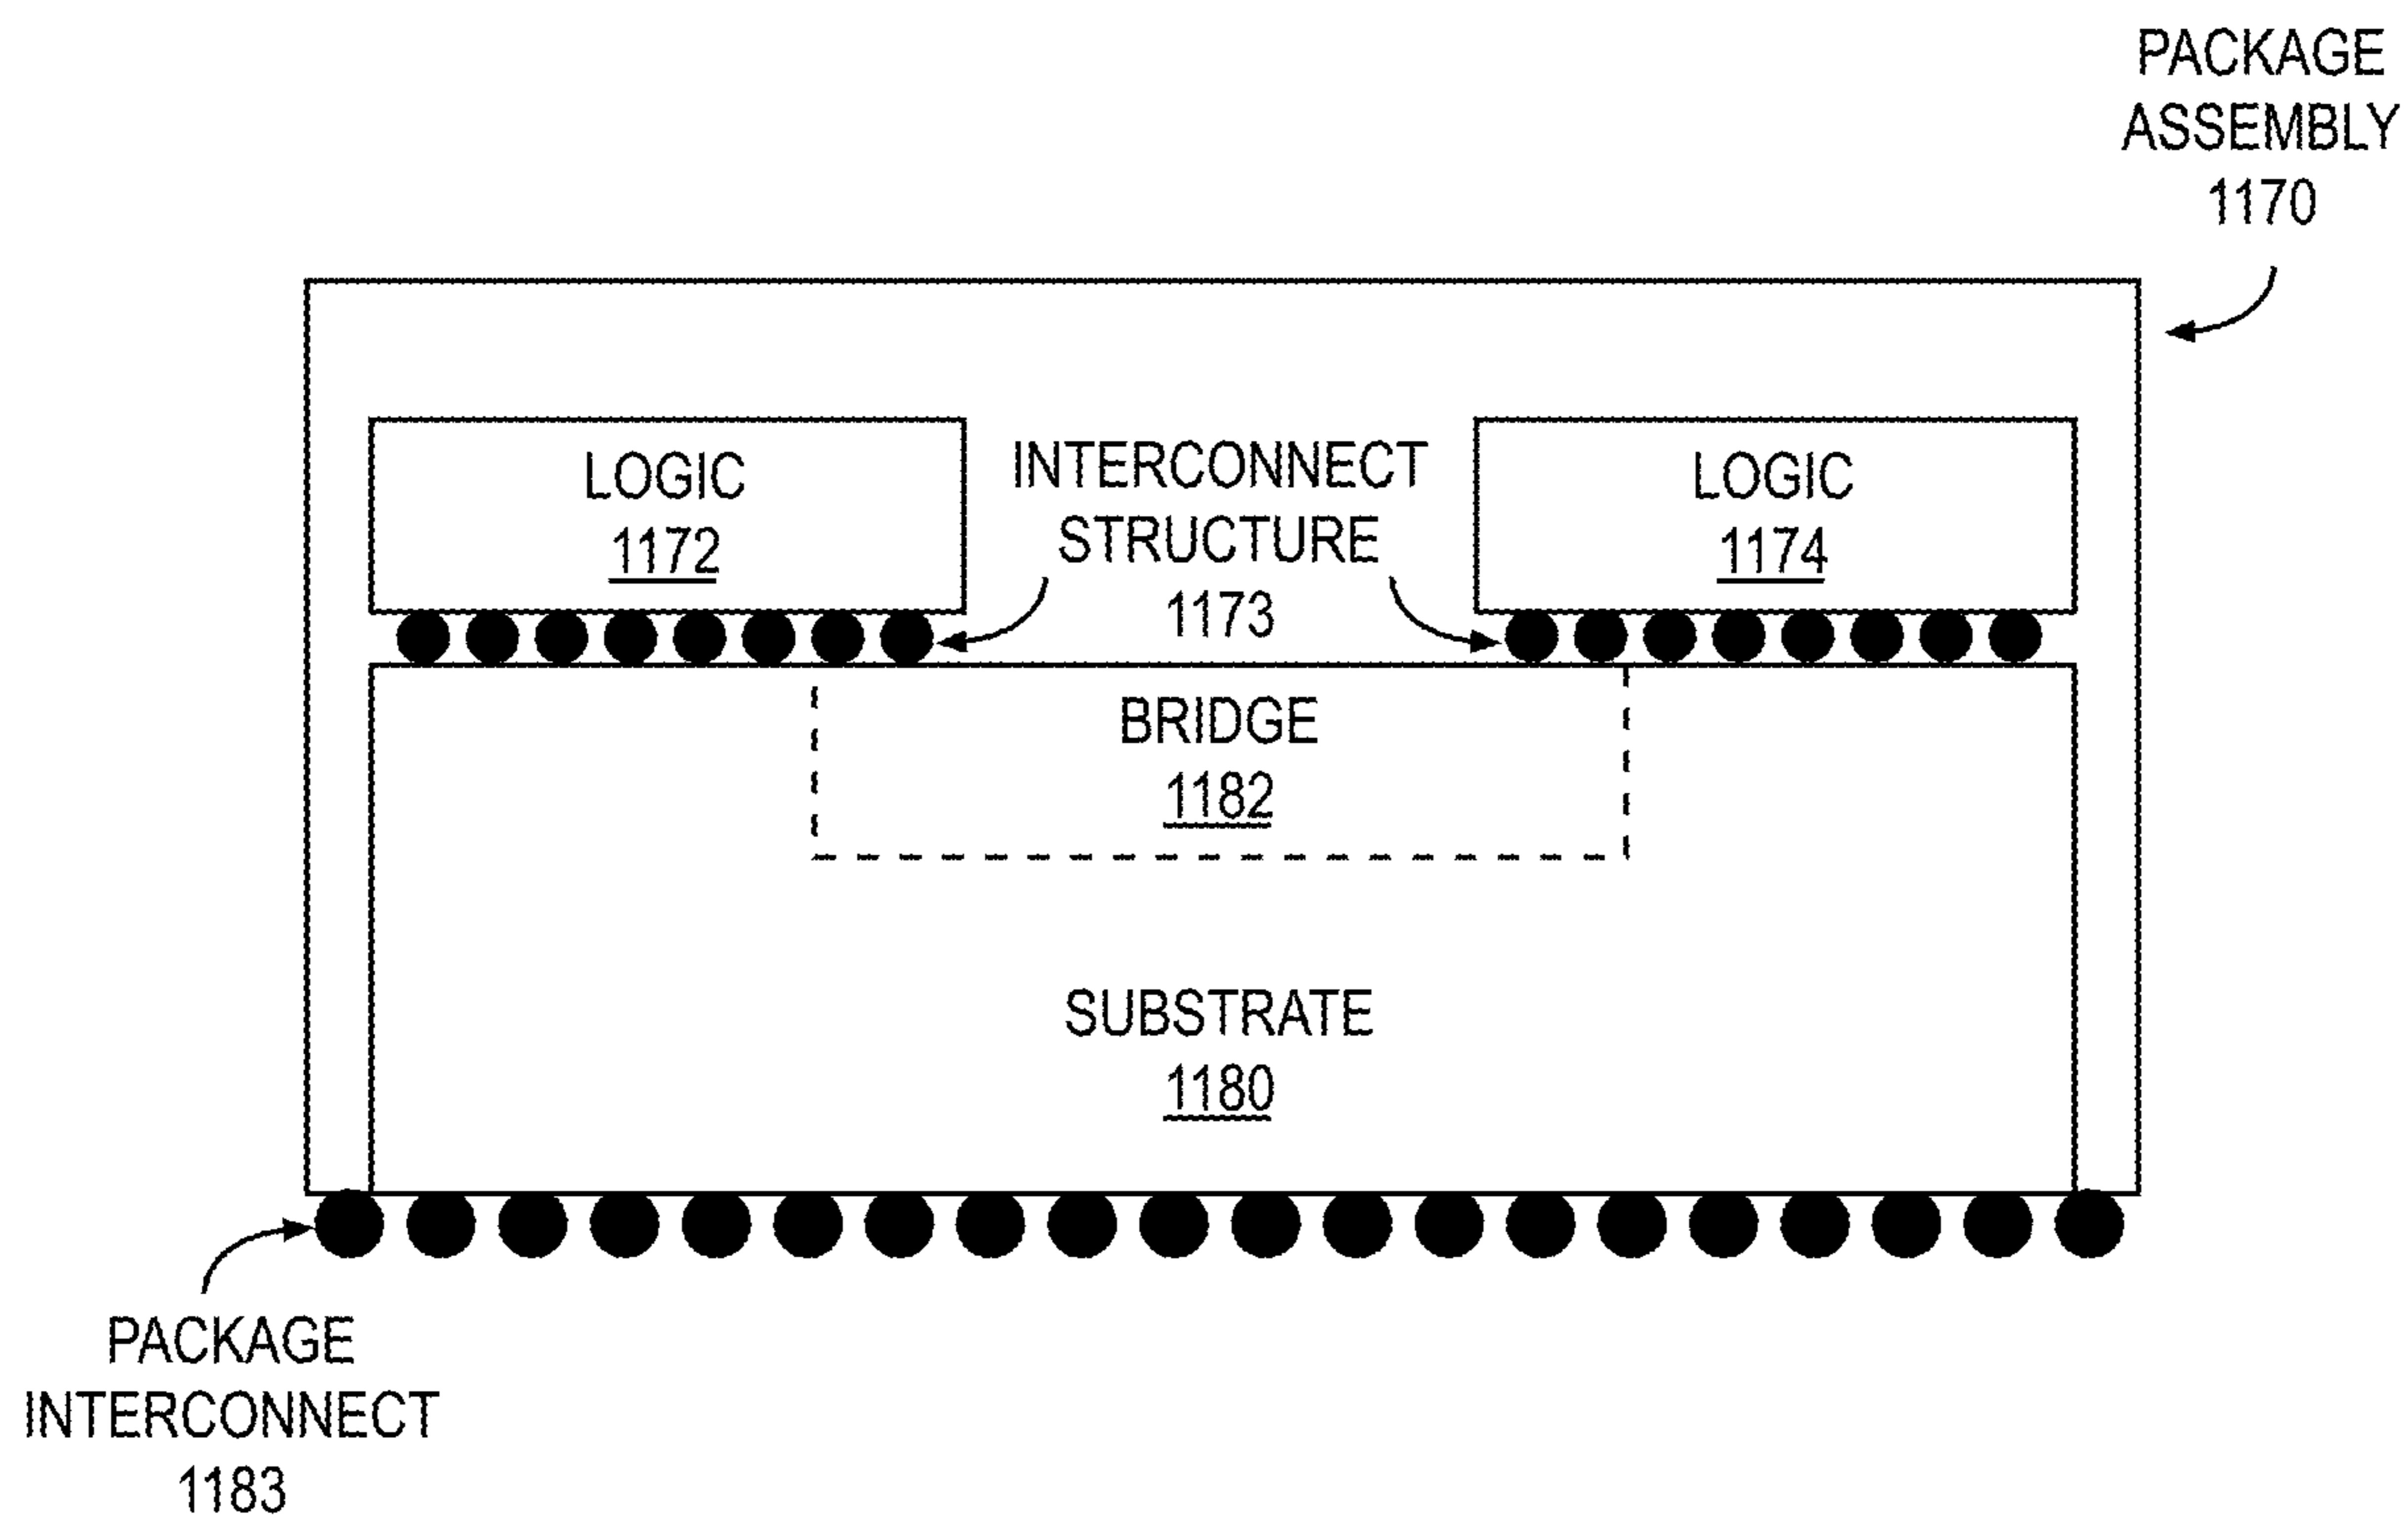 PACKAGE
ASSEMBLY
1170
LOGIC
1172
INTERCONNECT
STRUCTURE
1173
LOGIC
1174
BRIDGE
1182
SUBSTRATE
1180
PACKAGE
INTERCONNECT
1183